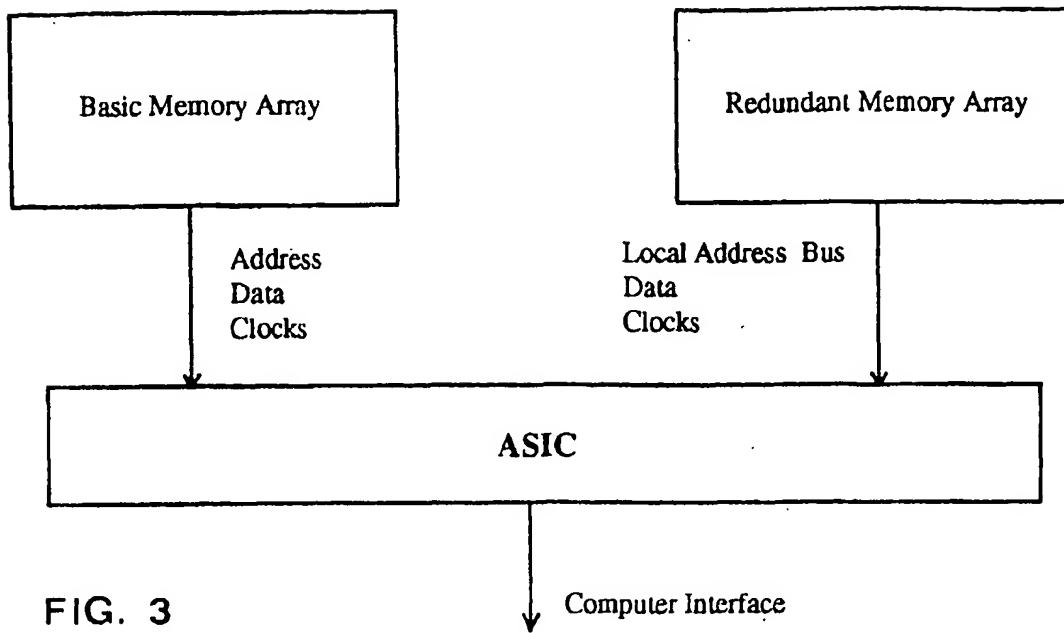 Basic Memory Array
Redundant Memory Array
Address
Data
Clocks
Local Address Bus
Data
Clocks
ASIC
Computer Interface
FIG. 3